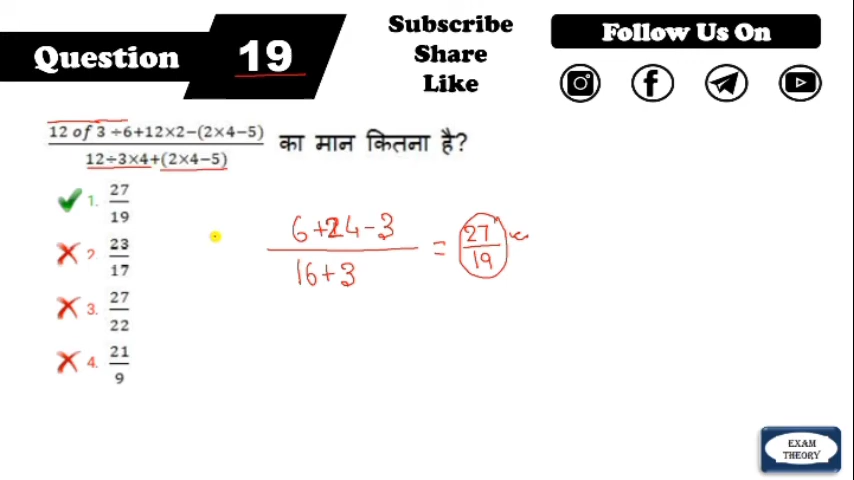 Question 19
Subscribe
Share
Like
Follow Us On
12 of 3 ÷6+12×2−(2×4−5)
12÷3×4+(2×4−5)
का मान कितना है?
1. 27
19
2. 23
17
3. 27
22
4. 21
9
6+24-3
16+3
= 27
19
EXAM
THEORY